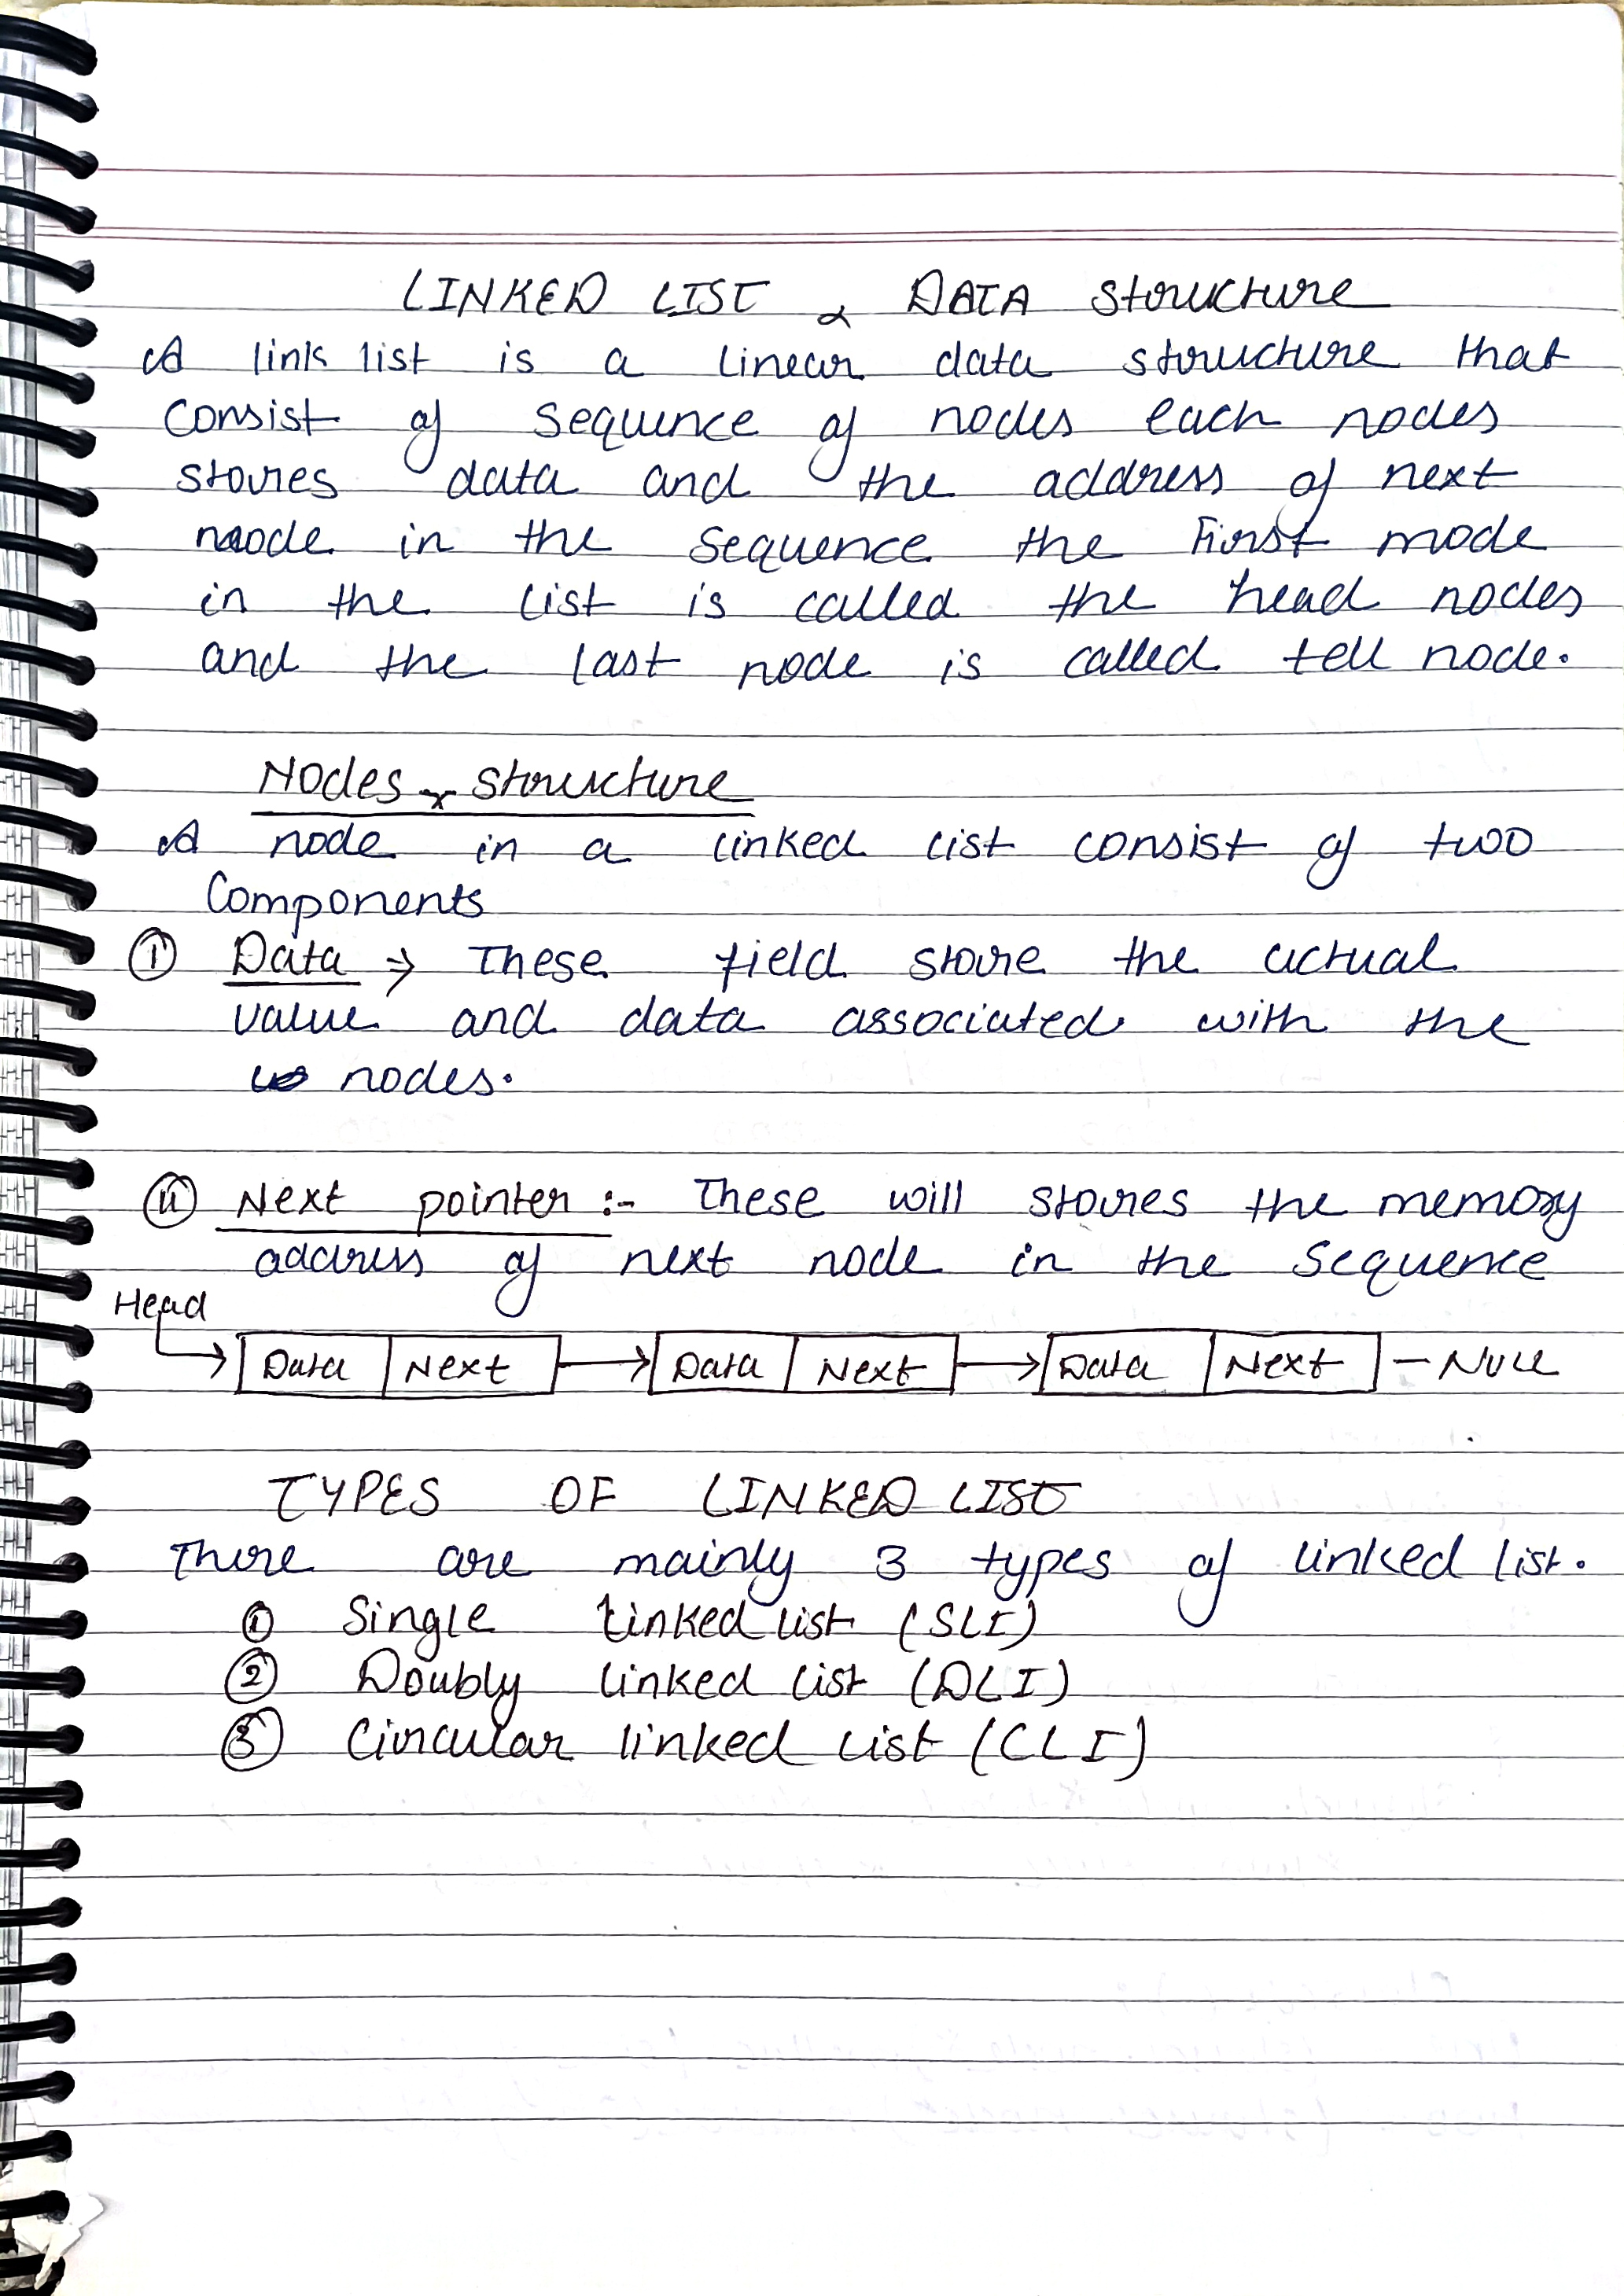 LINKED LIST & DATA Structure
A link list is a linear data structure that
consist of sequence of nodes each nodes
stores data and the address of next
node in the sequence the First mode
in the list is called the head nodes
and the last node is called tell node.
Nodes structure
A node in a linked list consist of two
Components
① Data → These field store the actual
value and data associated with the
nodes.
ⓘⓘ Next pointer :- These will stores the memory
address of next node in the Sequence
Head
Data | Next → Data | Next → Data | Next — NULL
TYPES OF LINKED LIST
There are mainly 3 types of linked list.
① Single linked list (SLI)
② Doubly linked list (DLI)
③ Circular linked list (CLI)